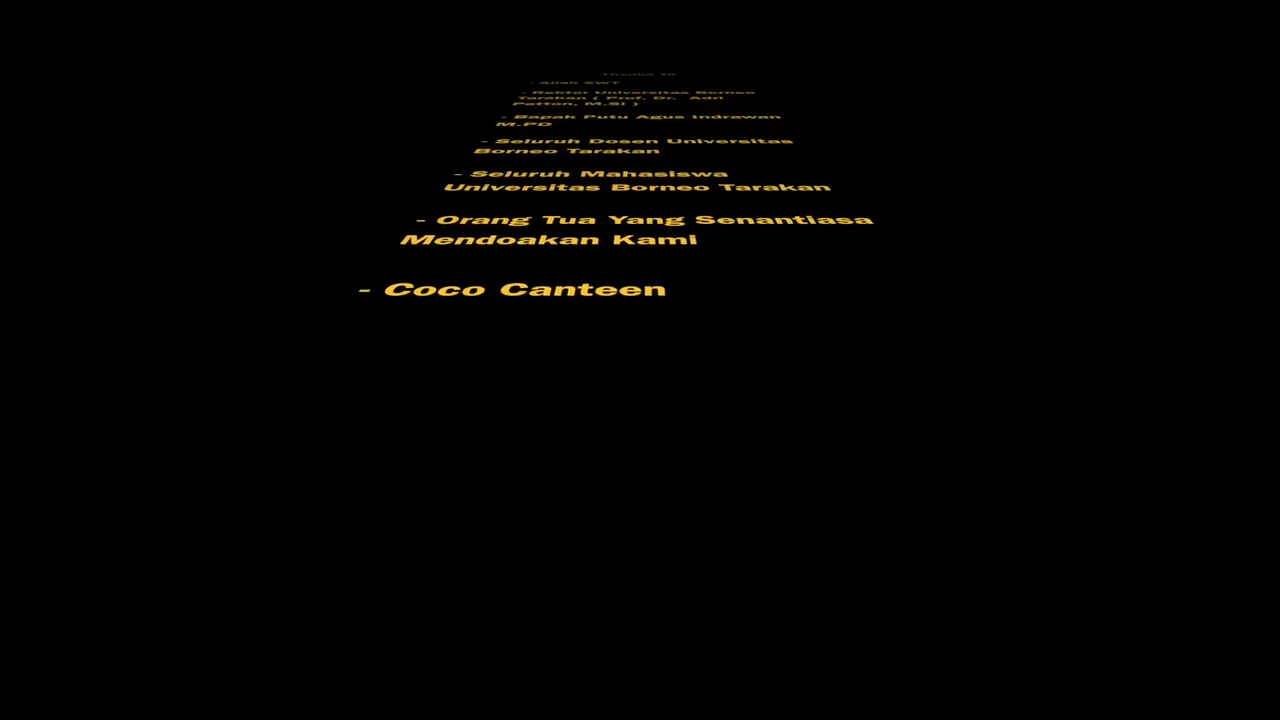 Thanks To
- Allah SWT
- Rektor Universitas Borneo
Tarakan ( Prof. Dr. Adri
Patton, M.Si )
- Bapak Putu Agus Indrawan
M.PD
- Seluruh Dosen Universitas
Borneo Tarakan
- Seluruh Mahasiswa
Universitas Borneo Tarakan
- Orang Tua Yang Senantiasa
Mendoakan Kami
- Coco Canteen